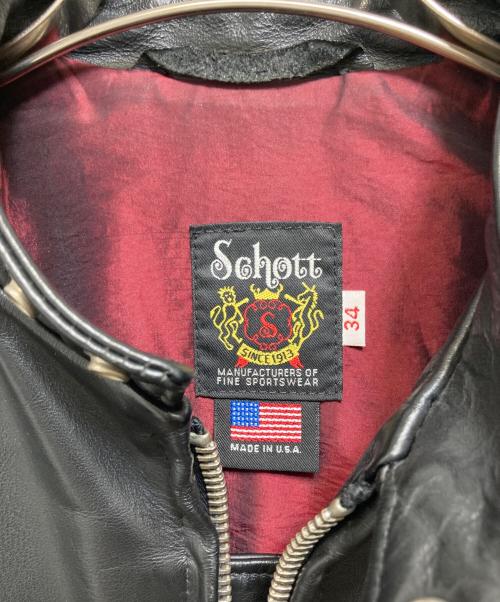 Schott
S
SINCE 1913
MANUFACTURERS OF
FINE SPORTSWEAR
34
MADE IN U.S.A.